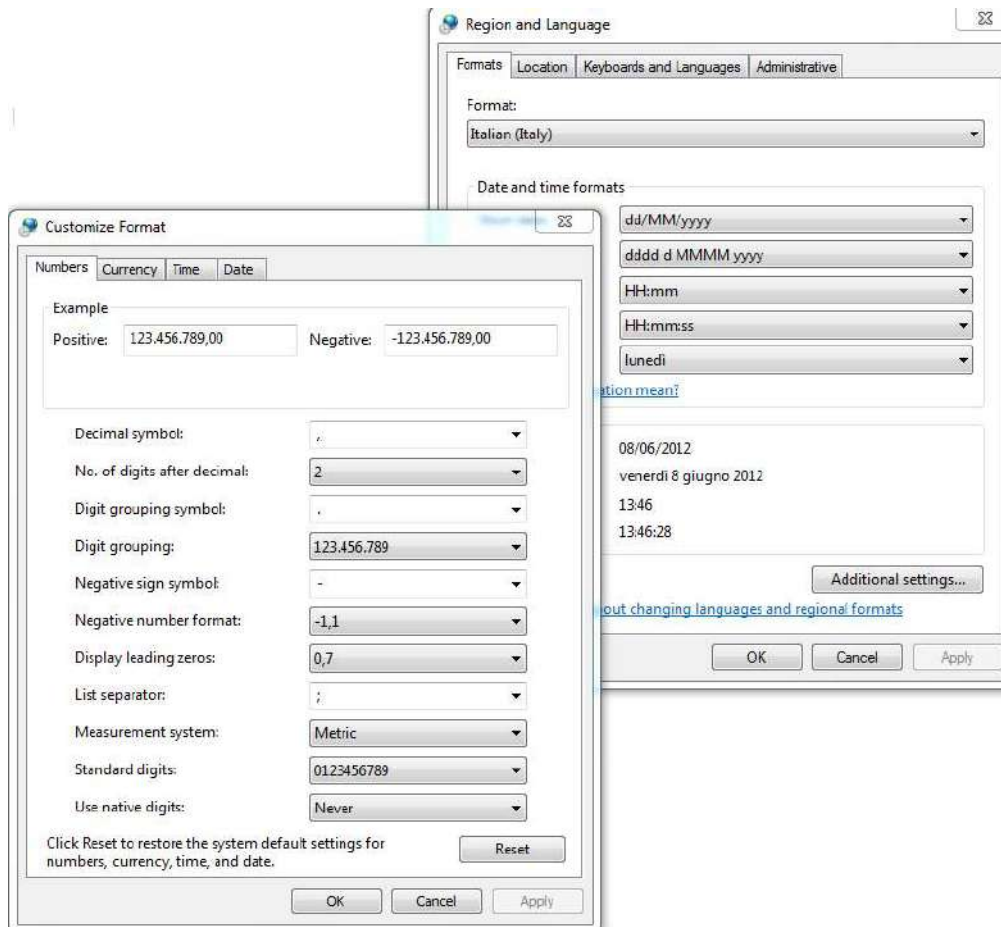 Region and Language
Formats Location Keyboards and Languages Administrative
Format:
Italian (Italy)
Date and time formats
dd/MM/yyyy
dddd d MMMM yyyy
HH:mm
HH:mm:ss
lunedì
ation mean?
08/06/2012
venerdì 8 giugno 2012
13:46
13:46:28
Additional settings...
out changing languages and regional formats
OK Cancel Apply
Customize Format
Numbers Currency Time Date
Example
Positive: 123.456.789,00 Negative: -123.456.789,00
Decimal symbol: ,
No. of digits after decimal: 2
Digit grouping symbol: .
Digit grouping: 123.456.789
Negative sign symbol: -
Negative number format: -1,1
Display leading zeros: 0,7
List separator: ;
Measurement system: Metric
Standard digits: 0123456789
Use native digits: Never
Click Reset to restore the system default settings for
numbers, currency, time, and date.
Reset
OK Cancel Apply